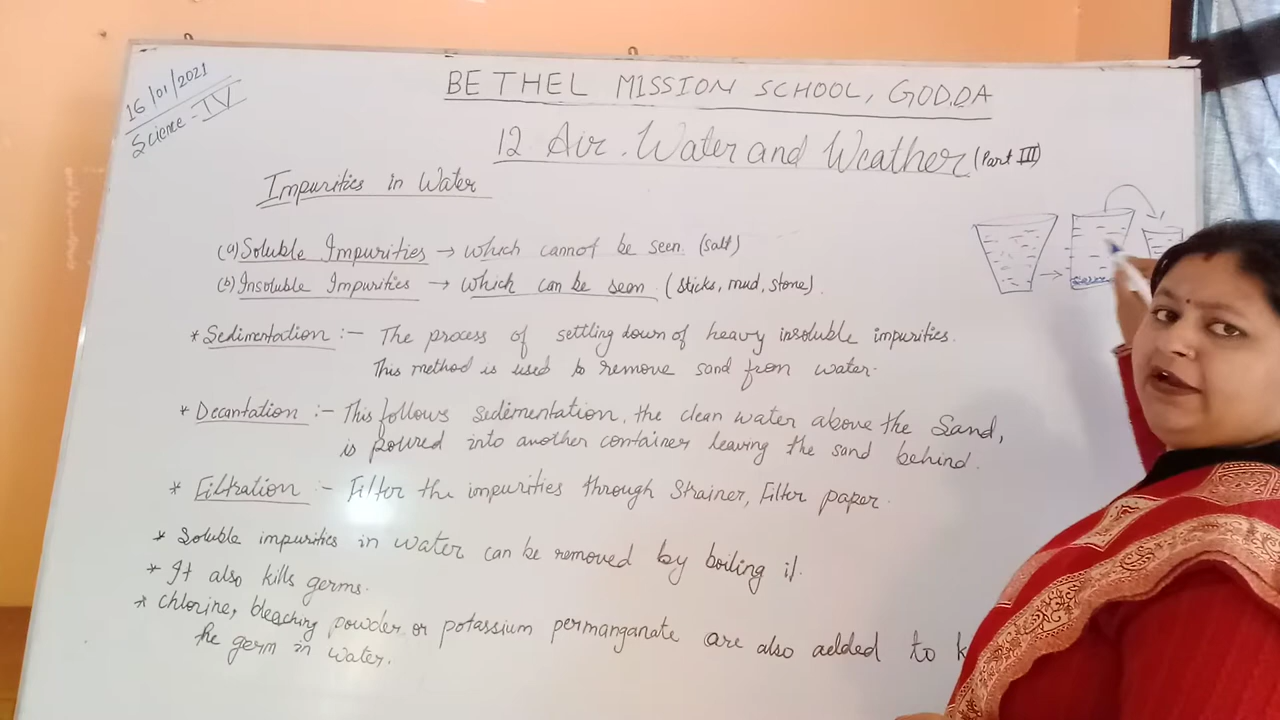 16/01/2021
Science - IV
BETHEL MISSION SCHOOL, GODDA
12. Air. Water and Weather (Part III)
Impurities in Water
(a) Soluble Impurities → which cannot be seen. (salt)
(b) Insoluble Impurities → which can be seen (sticks, mud, stone).
* Sedimentation :- The process of settling down of heavy insoluble impurities.
This method is used to remove sand from water.
* Decantation :- This follows sedimentation, the clean water above the sand,
is poured into another container leaving the sand behind.
* Filtration :- Filter the impurities through Strainer, Filter paper.
* Soluble impurities in water can be removed by boiling it.
* It also kills germs.
* Chlorine, bleaching powder or potassium permanganate are also added to k
he germ in water.